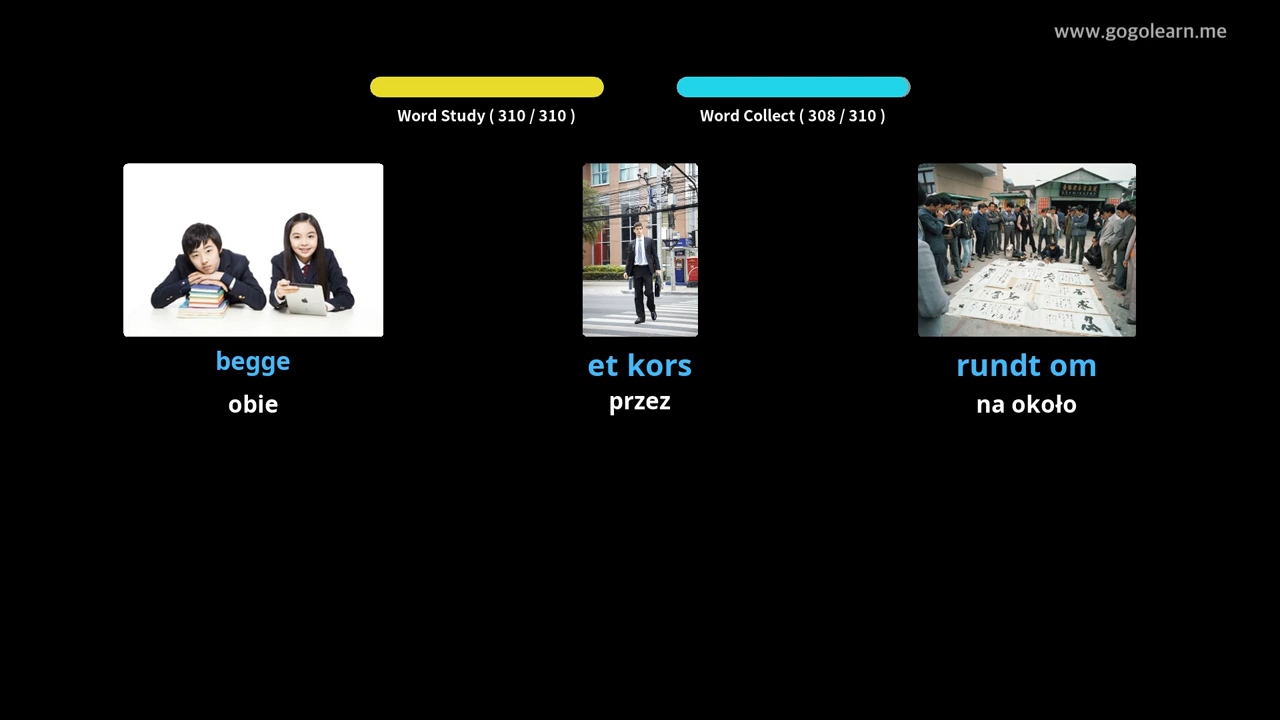 www.gogolearn.me
Word Study ( 310 / 310 )
Word Collect ( 308 / 310 )
begge
et kors
rundt om
obie
przez
na około